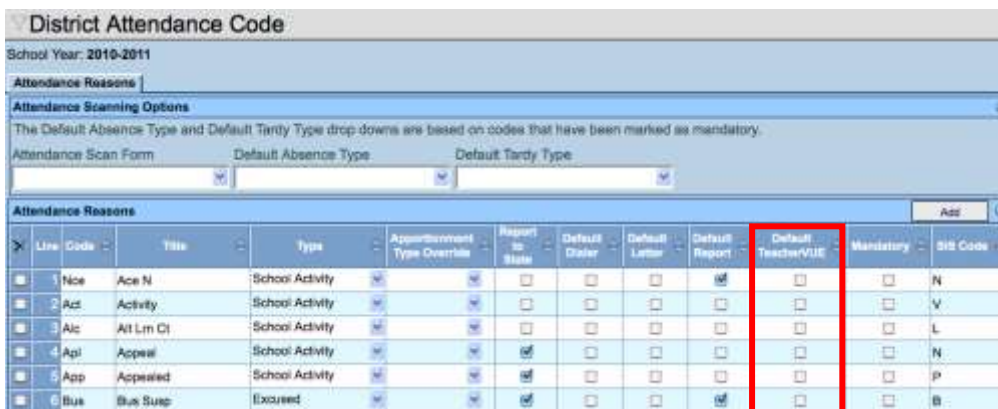 District Attendance Code
School Year: 2010-2011
Attendance Reasons
Attendance Scanning Options
The Default Absence Type and Default Tardy Type drop downs are based on codes that have been marked as mandatory.
Attendance Scan Form Default Absence Type Default Tardy Type
Attendance Reasons Add
X Line Code Title Type Apportionment Type Override Report to State Default Dialer Default Letter Default Report Default TeacherVUE Mandatory SIS Code
1 Nce Ace N School Activity N
2 Act Activity School Activity V
3 Alc Alt Lrn Ct School Activity L
4 Apl Appeal School Activity N
5 App Appealed School Activity P
6 Bus Bus Susp Excused B